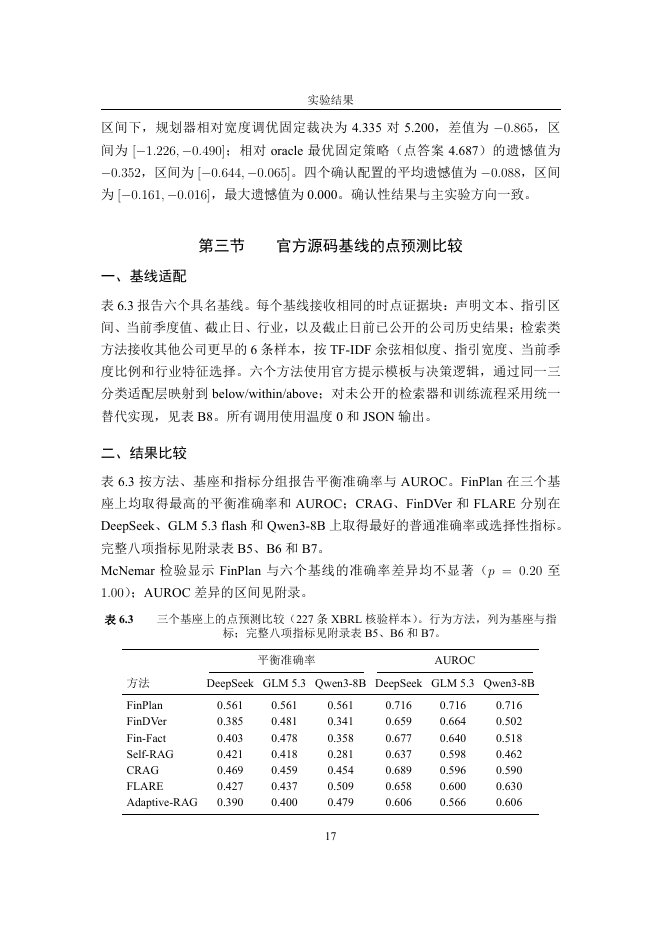 实验结果
区间下，规划器相对宽度调优固定裁决为 4.335 对 5.200，差值为 −0.865，区
间为 [−1.226, −0.490]；相对 oracle 最优固定策略（点答案 4.687）的遗憾值为
−0.352，区间为 [−0.644, −0.065]。四个确认配置的平均遗憾值为 −0.088，区间
为 [−0.161, −0.016]，最大遗憾值为 0.000。确认性结果与主实验方向一致。
第三节 官方源码基线的点预测比较
一、基线适配
表 6.3 报告六个具名基线。每个基线接收相同的时点证据块：声明文本、指引区
间、当前季度值、截止日、行业，以及截止日前已公开的公司历史结果；检索类
方法接收其他公司更早的 6 条样本，按 TF-IDF 余弦相似度、指引宽度、当前季
度比例和行业特征选择。六个方法使用官方提示模板与决策逻辑，通过同一三
分类适配层映射到 below/within/above；对未公开的检索器和训练流程采用统一
替代实现，见表 B8。所有调用使用温度 0 和 JSON 输出。
二、结果比较
表 6.3 按方法、基座和指标分组报告平衡准确率与 AUROC。FinPlan 在三个基
座上均取得最高的平衡准确率和 AUROC；CRAG、FinDVer 和 FLARE 分别在
DeepSeek、GLM 5.3 flash 和 Qwen3-8B 上取得最好的普通准确率或选择性指标。
完整八项指标见附录表 B5、B6 和 B7。
McNemar 检验显示 FinPlan 与六个基线的准确率差异均不显著（p = 0.20 至
1.00）；AUROC 差异的区间见附录。
表 6.3 三个基座上的点预测比较（227 条 XBRL 核验样本）。行为方法，列为基座与指
标；完整八项指标见附录表 B5、B6 和 B7。
平衡准确率 AUROC
方法 DeepSeek GLM 5.3 Qwen3-8B DeepSeek GLM 5.3 Qwen3-8B
FinPlan 0.561 0.561 0.561 0.716 0.716 0.716
FinDVer 0.385 0.481 0.341 0.659 0.664 0.502
Fin-Fact 0.403 0.478 0.358 0.677 0.640 0.518
Self-RAG 0.421 0.418 0.281 0.637 0.598 0.462
CRAG 0.469 0.459 0.454 0.689 0.596 0.590
FLARE 0.427 0.437 0.509 0.658 0.600 0.630
Adaptive-RAG 0.390 0.400 0.479 0.606 0.566 0.606
17